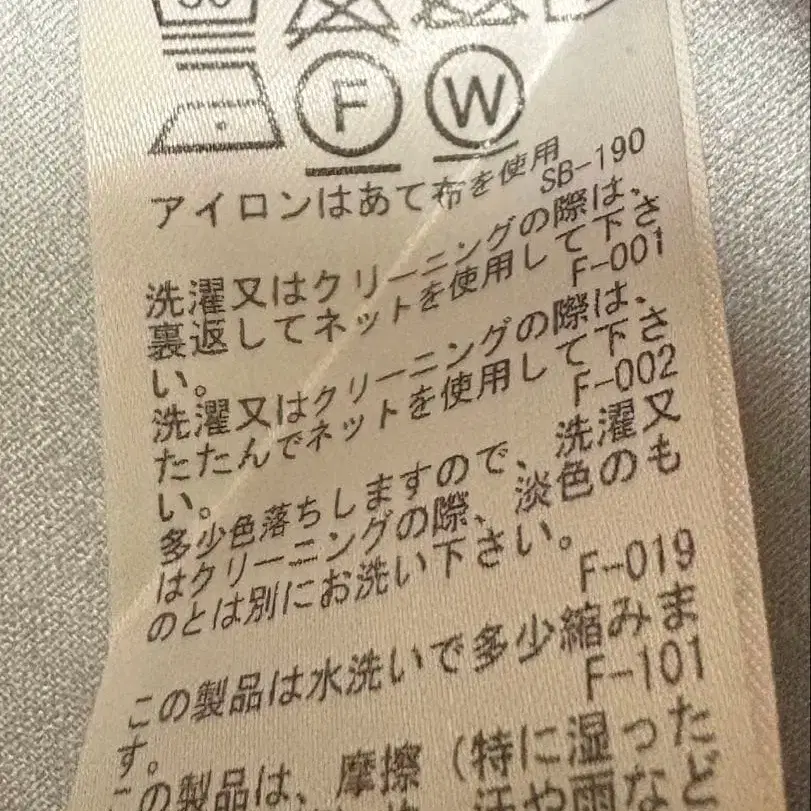 F W
アイロンはあて布を使用
SB-190
洗濯又はクリーニングの際は、
裏返してネットを使用して下さ
い。
F-001
洗濯又はクリーニングの際は、
たたんでネットを使用して下さ
い。
F-002
多少色落ちしますので、洗濯又
はクリーニングの際、淡色のも
のとは別にお洗い下さい。
F-019
この製品は水洗いで多少縮みま
す。
F-101
この製品は、摩擦（特に湿った
汗や雨など